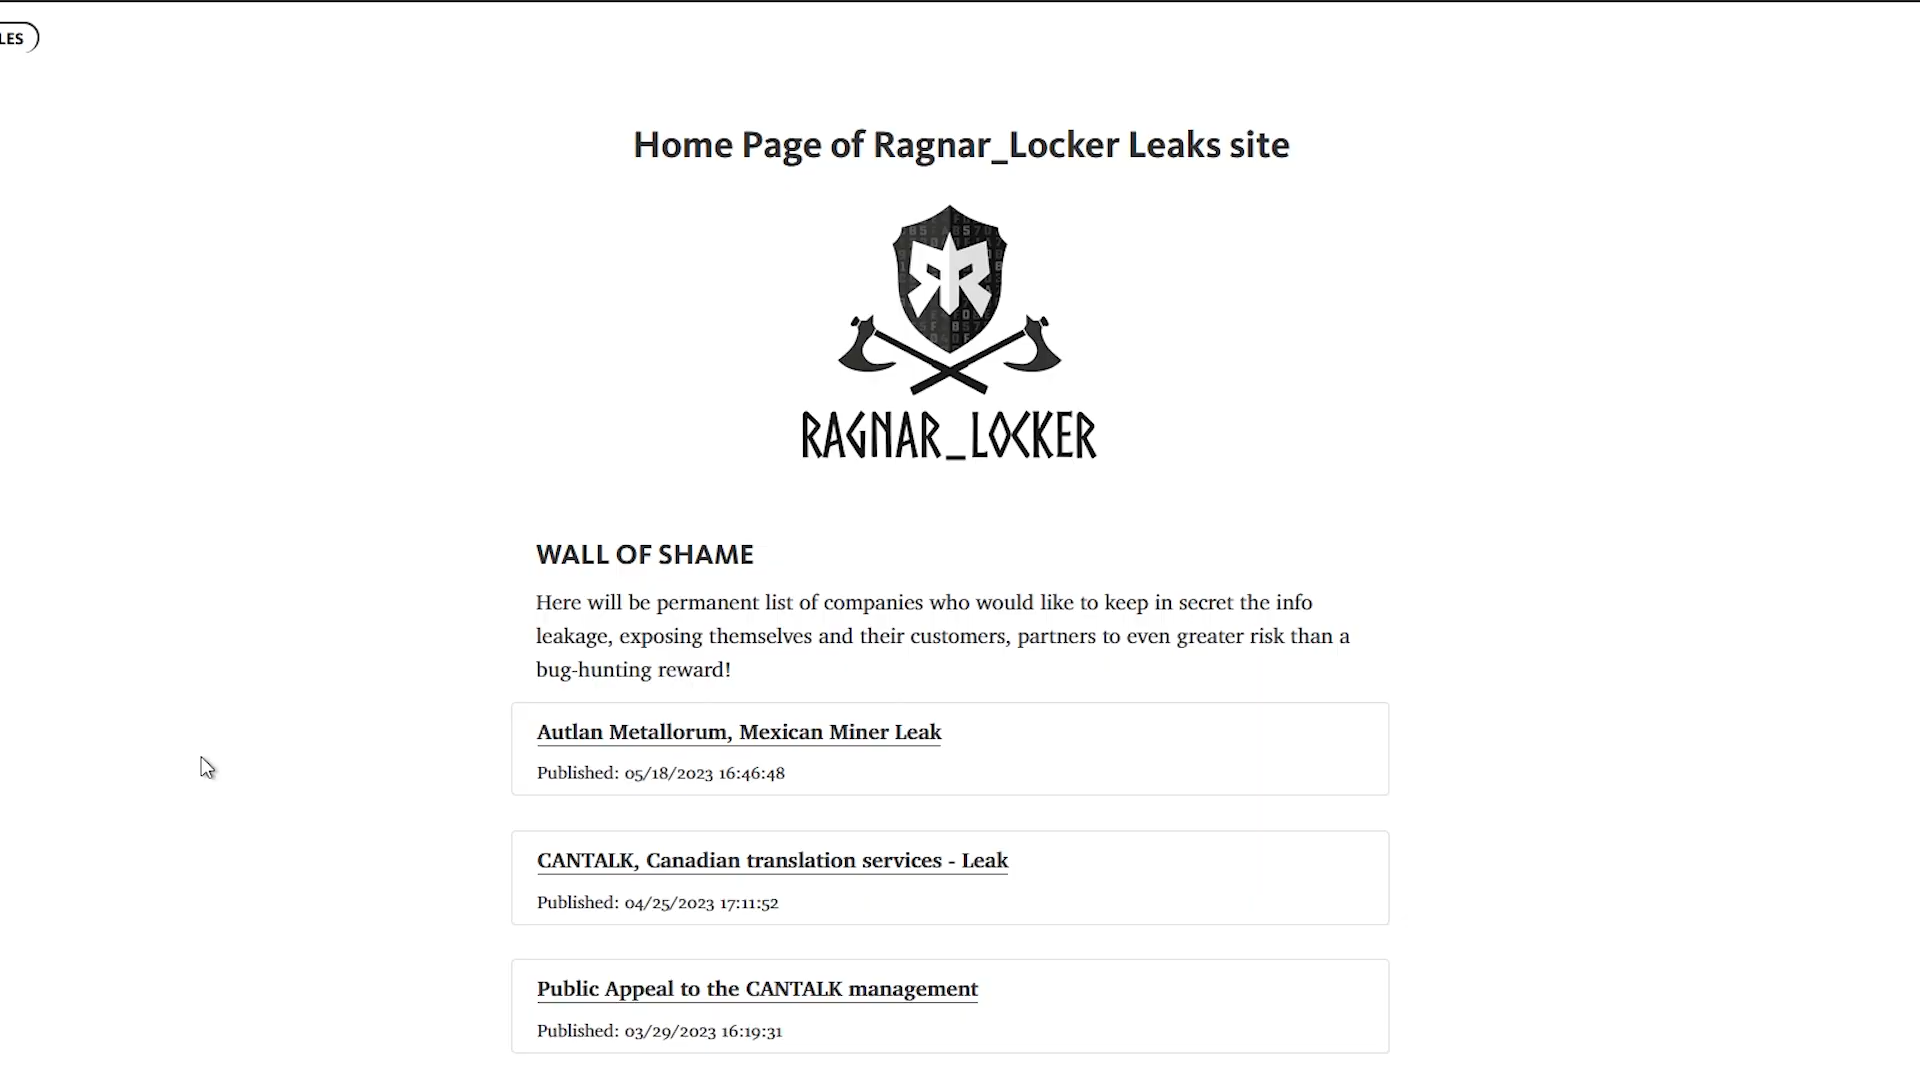 LES
Home Page of Ragnar_Locker Leaks site
RAGNAR_LOCKER
WALL OF SHAME
Here will be permanent list of companies who would like to keep in secret the info
leakage, exposing themselves and their customers, partners to even greater risk than a
bug-hunting reward!
Autlan Metallorum, Mexican Miner Leak
Published: 05/18/2023 16:46:48
CANTALK, Canadian translation services - Leak
Published: 04/25/2023 17:11:52
Public Appeal to the CANTALK management
Published: 03/29/2023 16:19:31